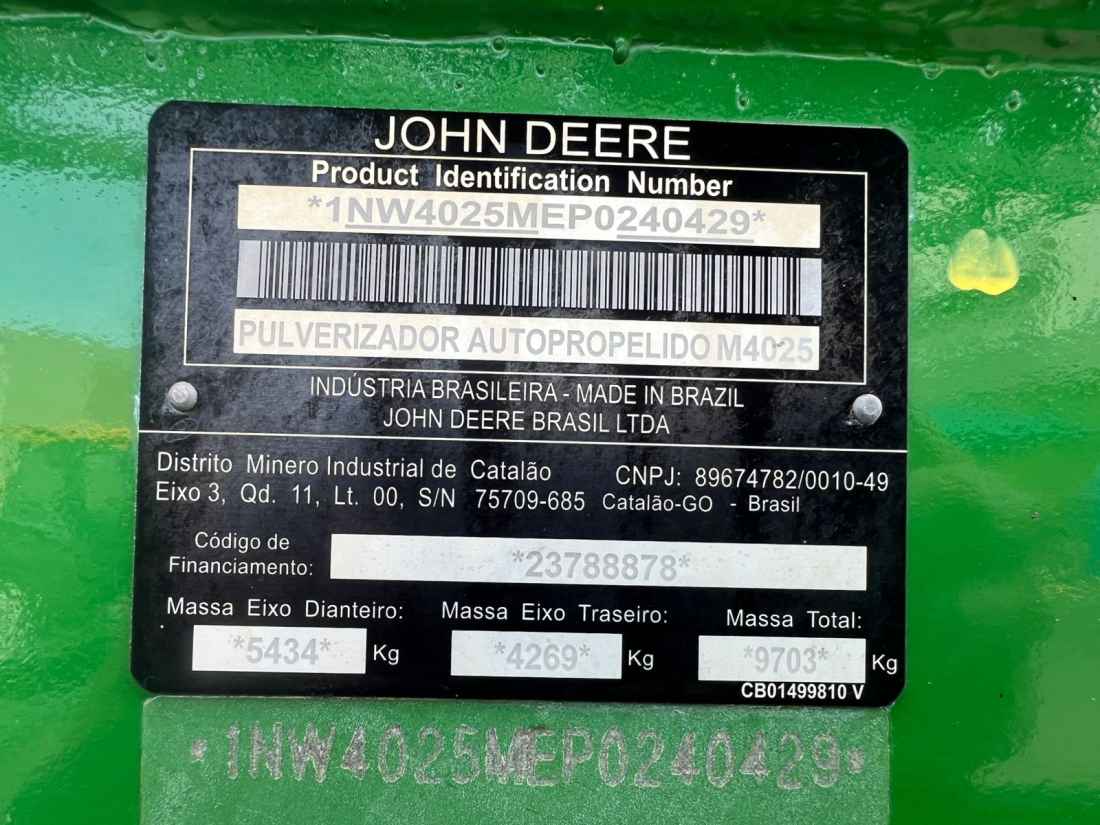 JOHN DEERE
Product Identification Number
*1NW4025MEP0240429*
PULVERIZADOR AUTOPROPELIDO M4025
INDÚSTRIA BRASILEIRA - MADE IN BRAZIL
JOHN DEERE BRASIL LTDA
Distrito Minero Industrial de Catalão CNPJ: 89674782/0010-49
Eixo 3, Qd. 11, Lt. 00, S/N 75709-685 Catalão-GO - Brasil
Código de
Financiamento: *23788878*
Massa Eixo Dianteiro: Massa Eixo Traseiro: Massa Total:
*5434* Kg *4269* Kg *9703* Kg
CB01499810 V
*1NW4025MEP0240429*